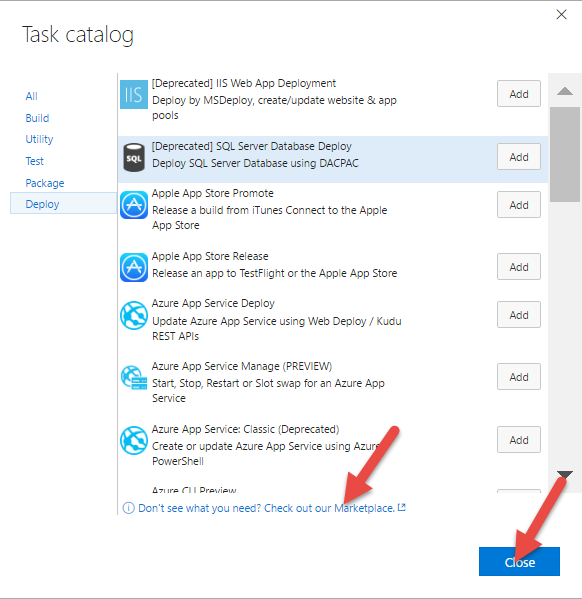 Task catalog
All
Build
Utility
Test
Package
Deploy
IIS
[Deprecated] IIS Web App Deployment
Deploy by MSDeploy, create/update website & app
pools
Add
SQL
[Deprecated] SQL Server Database Deploy
Deploy SQL Server Database using DACPAC
Add
Apple App Store Promote
Release a build from iTunes Connect to the Apple
App Store
Add
Apple App Store Release
Release an app to TestFlight or the Apple App Store
Add
Azure App Service Deploy
Update Azure App Service using Web Deploy / Kudu
REST APIs
Add
Azure App Service Manage (PREVIEW)
Start, Stop, Restart or Slot swap for an Azure App
Service
Add
Azure App Service: Classic (Deprecated)
Create or update Azure App Service using Azure
PowerShell
Add
Azure CLI Preview
Don't see what you need? Check out our Marketplace.
Close